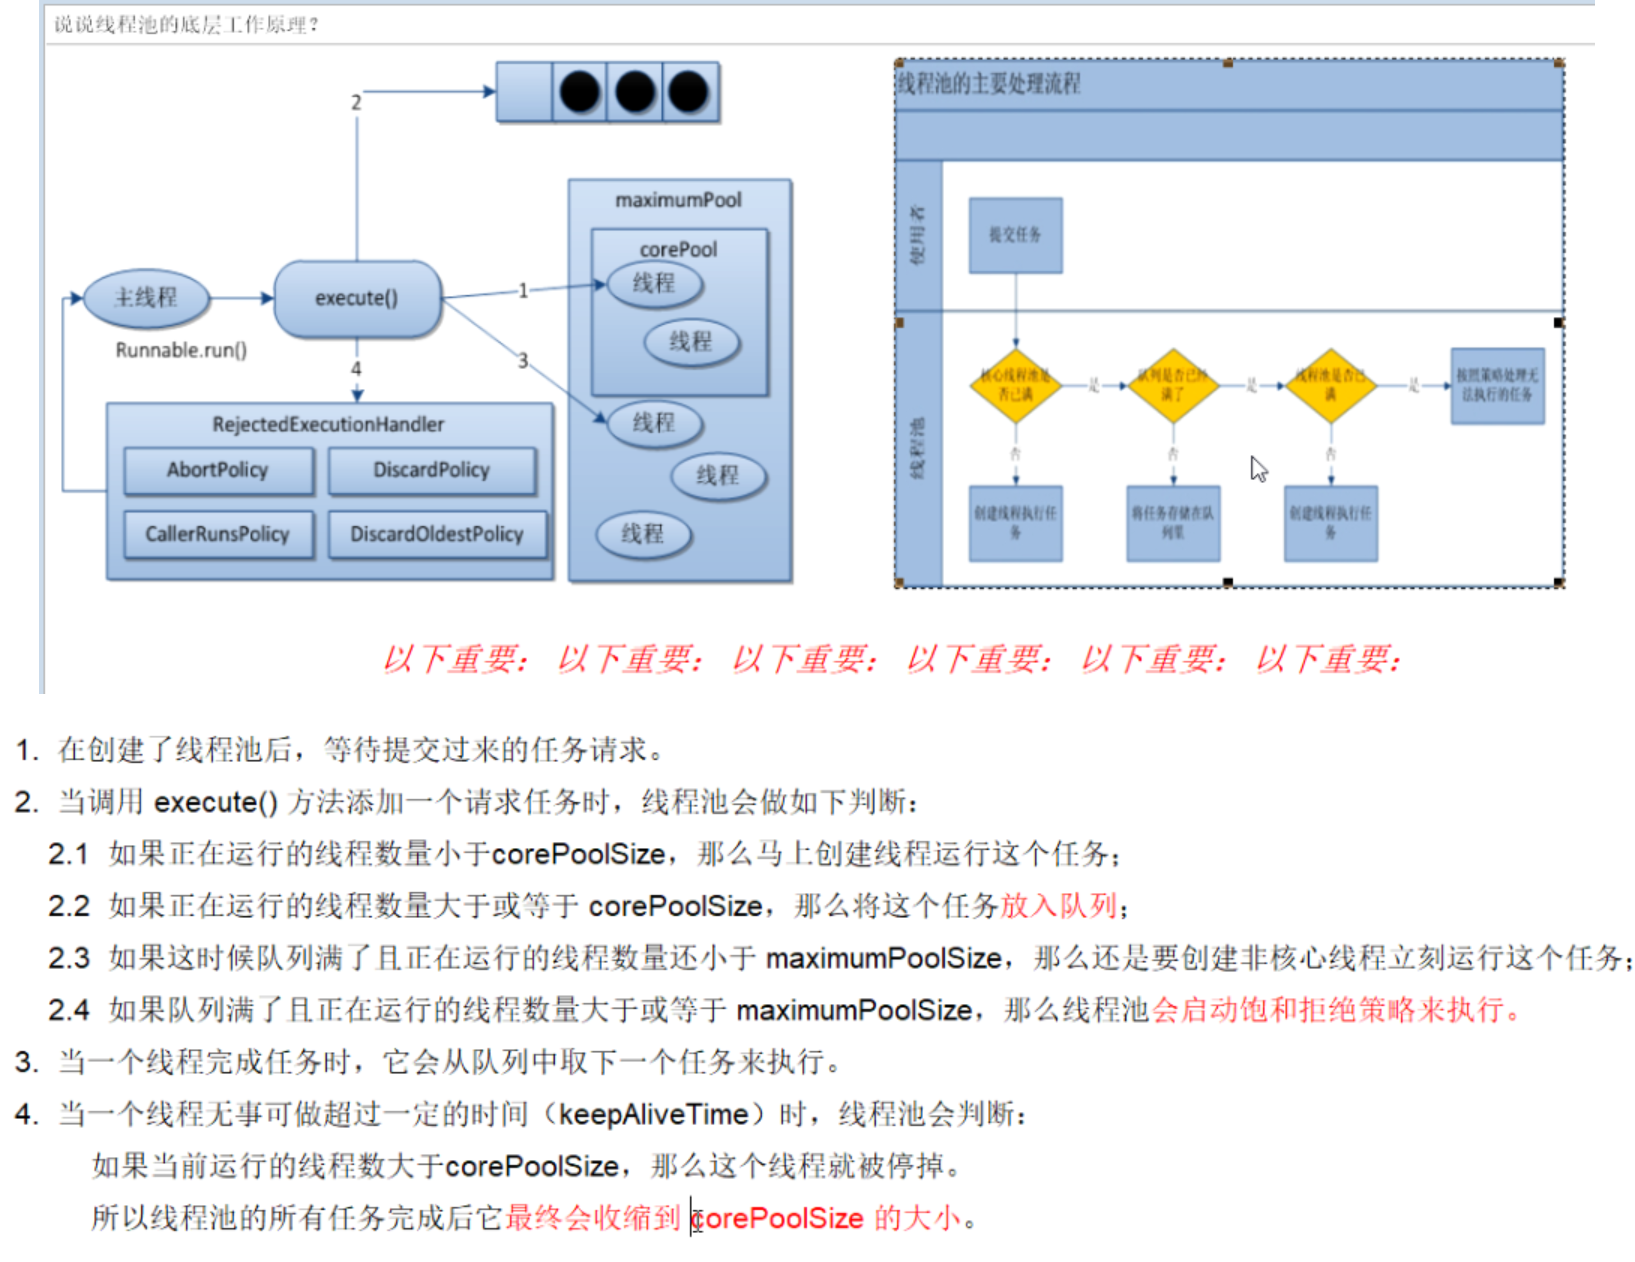 说说线程池的底层工作原理？
2
maximumPool
corePool
线程
线程
线程
线程
线程
主线程
execute()
1
3
Runnable.run()
4
RejectedExecutionHandler
AbortPolicy
DiscardPolicy
CallerRunsPolicy
DiscardOldestPolicy
线程池的主要处理流程
使用者
提交任务
线程池
核心线程池是
否已满
是
队列是否已经
满了
是
线程池是否已
满
是
按照策略处理无
法执行的任务
否
否
否
创建线程执行任
务
将任务存储在队
列里
创建线程执行任
务
以下重要： 以下重要： 以下重要： 以下重要： 以下重要： 以下重要：
1. 在创建了线程池后，等待提交过来的任务请求。
2. 当调用 execute() 方法添加一个请求任务时，线程池会做如下判断：
2.1 如果正在运行的线程数量小于corePoolSize，那么马上创建线程运行这个任务；
2.2 如果正在运行的线程数量大于或等于 corePoolSize，那么将这个任务放入队列；
2.3 如果这时候队列满了且正在运行的线程数量还小于 maximumPoolSize，那么还是要创建非核心线程立刻运行这个任务；
2.4 如果队列满了且正在运行的线程数量大于或等于 maximumPoolSize，那么线程池会启动饱和拒绝策略来执行。
3. 当一个线程完成任务时，它会从队列中取下一个任务来执行。
4. 当一个线程无事可做超过一定的时间（keepAliveTime）时，线程池会判断：
如果当前运行的线程数大于corePoolSize，那么这个线程就被停掉。
所以线程池的所有任务完成后它最终会收缩到 corePoolSize 的大小。